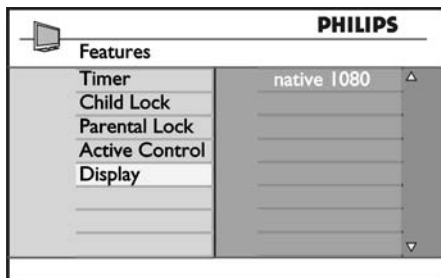 PHILIPS
Features
Timer
native 1080
Child Lock
Parental Lock
Active Control
Display